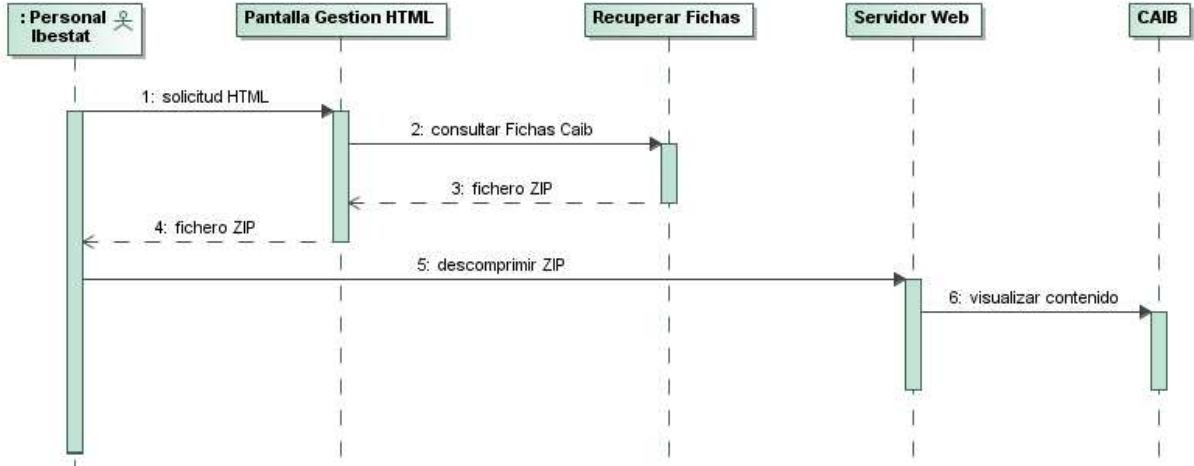 : Personal
Ibestat
Pantalla Gestion HTML
Recuperar Fichas
Servidor Web
CAIB
1: solicitud HTML
2: consultar Fichas Caib
3: fichero ZIP
4: fichero ZIP
5: descomprimir ZIP
6: visualizar contenido